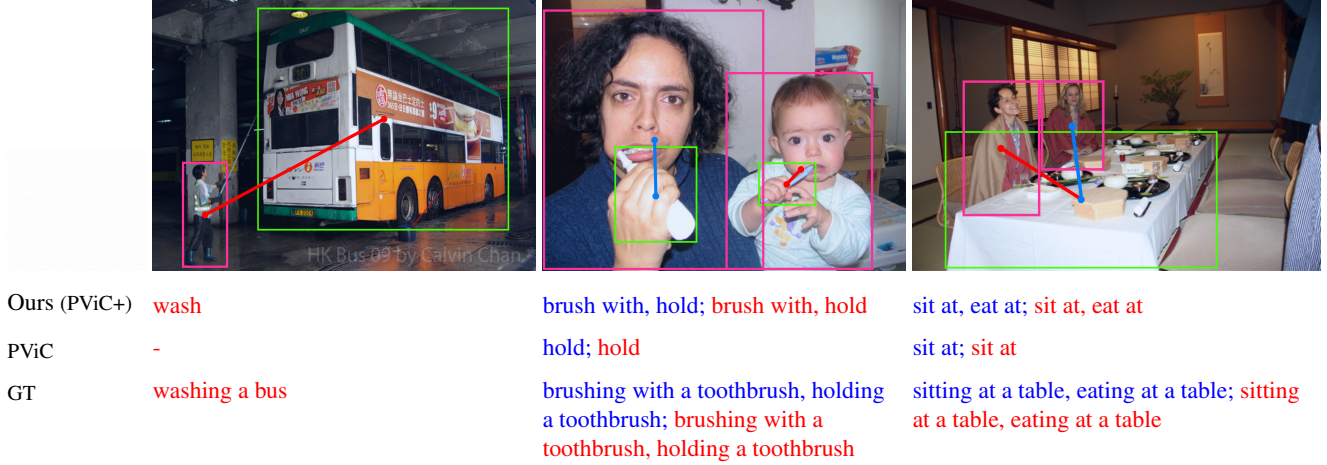 HK Bus 09 by Calvin Chan
Ours (PViC+) wash brush with, hold; brush with, hold sit at, eat at; sit at, eat at
PViC - hold; hold sit at; sit at
GT washing a bus brushing with a toothbrush, holding sitting at a table, eating at a table; sitting
a toothbrush; brushing with a at a table, eating at a table
toothbrush, holding a toothbrush